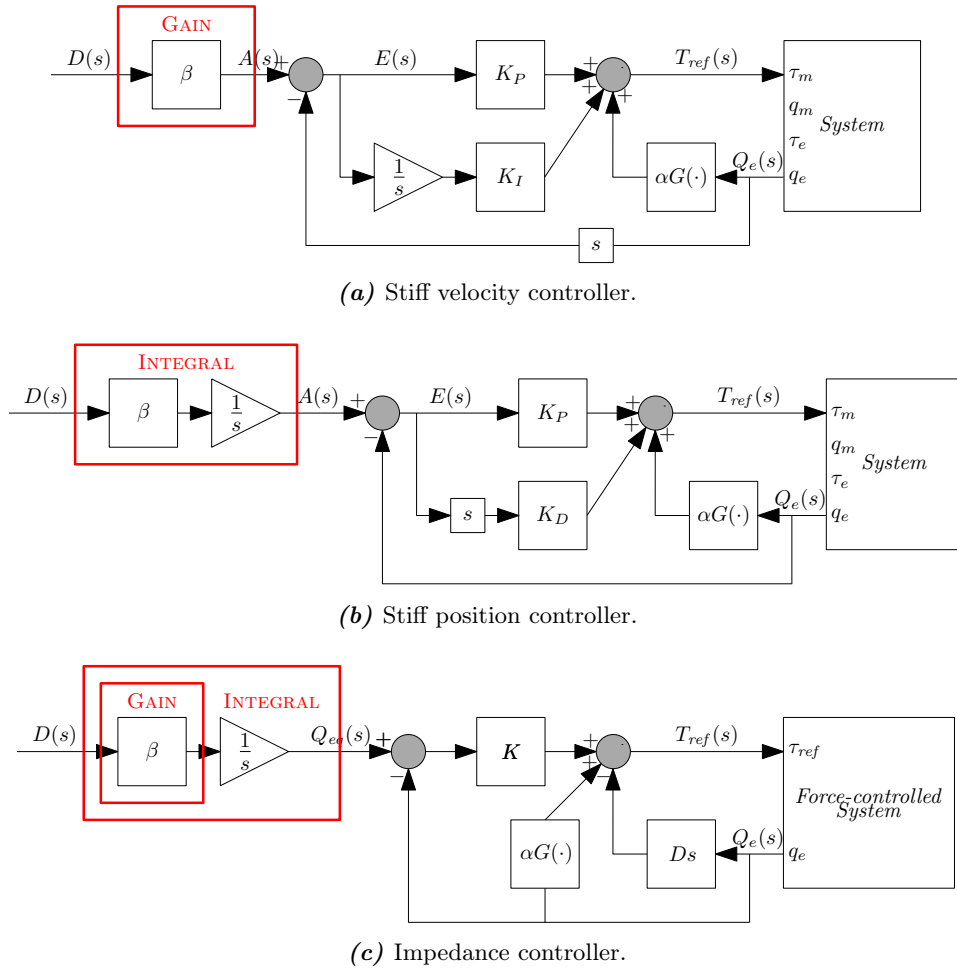 GAIN
D(s) β A(s) + − E(s) K_P + + + T_ref(s) τ_m
q_m
System
τ_e
1/s K_I αG(·) Q_e(s) q_e
s
(a) Stiff velocity controller.
INTEGRAL
D(s) β 1/s A(s) + − E(s) K_P + + + T_ref(s) τ_m
q_m
System
τ_e
s K_D αG(·) Q_e(s) q_e
(b) Stiff position controller.
GAIN INTEGRAL
D(s) β 1/s Q_eq(s) + − K + + − T_ref(s) τ_ref
Force-controlled
System
αG(·) Ds Q_e(s) q_e
(c) Impedance controller.